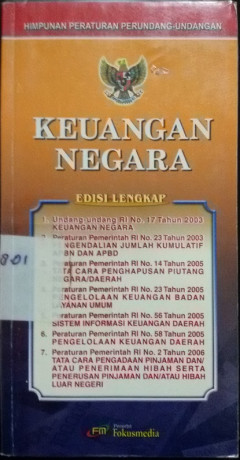 HIMPUNAN PERATURAN PERUNDANG-UNDANGAN
KEUANGAN
NEGARA
EDISI LENGKAP
1. Undang-undang RI No. 17 Tahun 2003
KEUANGAN NEGARA
2. Peraturan Pemerintah RI No. 23 Tahun 2003
PENGENDALIAN JUMLAH KUMULATIF
APBN DAN APBD
Peraturan Pemerintah RI No. 14 Tahun 2005
TATA CARA PENGHAPUSAN PIUTANG
NEGARA/DAERAH
Peraturan Pemerintah RI No. 23 Tahun 2005
PENGELOLAAN KEUANGAN BADAN
LAYANAN UMUM
Peraturan Pemerintah RI No. 56 Tahun 2005
SISTEM INFORMASI KEUANGAN DAERAH
6. Peraturan Pemerintah RI No. 58 Tahun 2005
PENGELOLAAN KEUANGAN DAERAH
7. Peraturan Pemerintah RI No. 2 Tahun 2006
TATA CARA PENGADAAN PINJAMAN DAN/
ATAU PENERIMAAN HIBAH SERTA
PENERUSAN PINJAMAN DAN/ATAU HIBAH
LUAR NEGERI
801
FM Penerbit
Fokusmedia